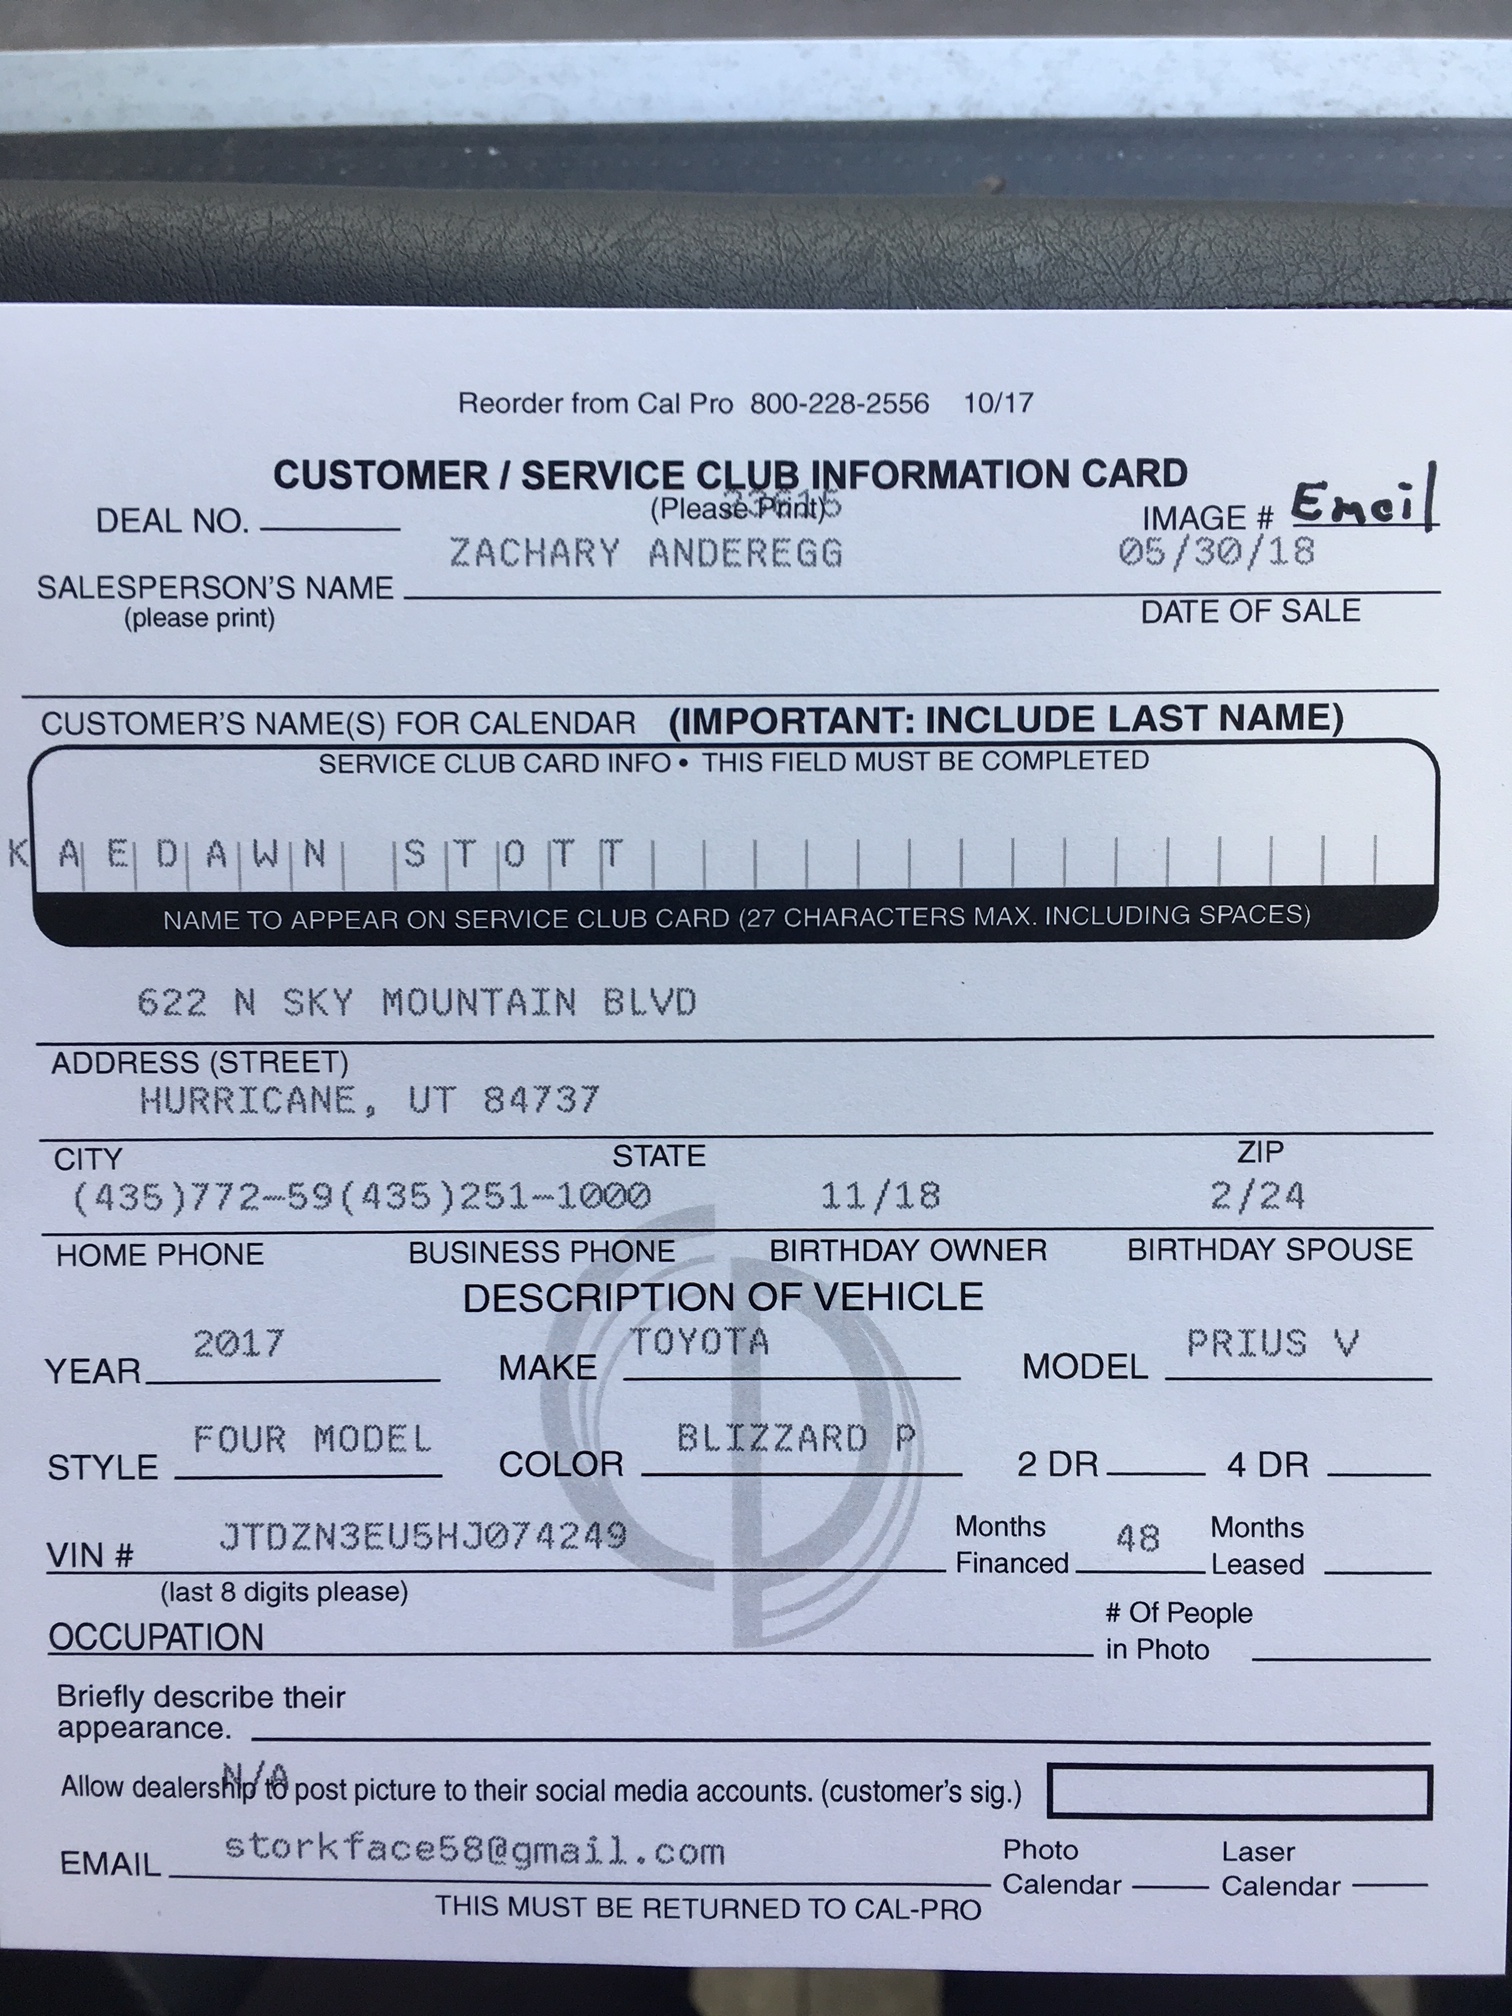 Reorder from Cal Pro 800-228-2556 10/17
CUSTOMER / SERVICE CLUB INFORMATION CARD
(Please Print)
DEAL NO. IMAGE # Email
ZACHARY ANDEREGG 05/30/18
SALESPERSON'S NAME
(please print) DATE OF SALE
CUSTOMER'S NAME(S) FOR CALENDAR (IMPORTANT: INCLUDE LAST NAME)
SERVICE CLUB CARD INFO • THIS FIELD MUST BE COMPLETED
KAEDAWN STOTT
NAME TO APPEAR ON SERVICE CLUB CARD (27 CHARACTERS MAX. INCLUDING SPACES)
622 N SKY MOUNTAIN BLVD
ADDRESS (STREET)
HURRICANE, UT 84737
CITY STATE ZIP
(435)772-59(435)251-1000 11/18 2/24
HOME PHONE BUSINESS PHONE BIRTHDAY OWNER BIRTHDAY SPOUSE
DESCRIPTION OF VEHICLE
YEAR 2017 MAKE TOYOTA MODEL PRIUS V
STYLE FOUR MODEL COLOR BLIZZARD P 2 DR 4 DR
VIN # JTDZN3EU5HJ074249 Months Financed 48 Months Leased
(last 8 digits please)
OCCUPATION # Of People in Photo
Briefly describe their
appearance.
N/A
Allow dealership to post picture to their social media accounts. (customer's sig.)
EMAIL storkface58@gmail.com Photo Calendar Laser Calendar
THIS MUST BE RETURNED TO CAL-PRO